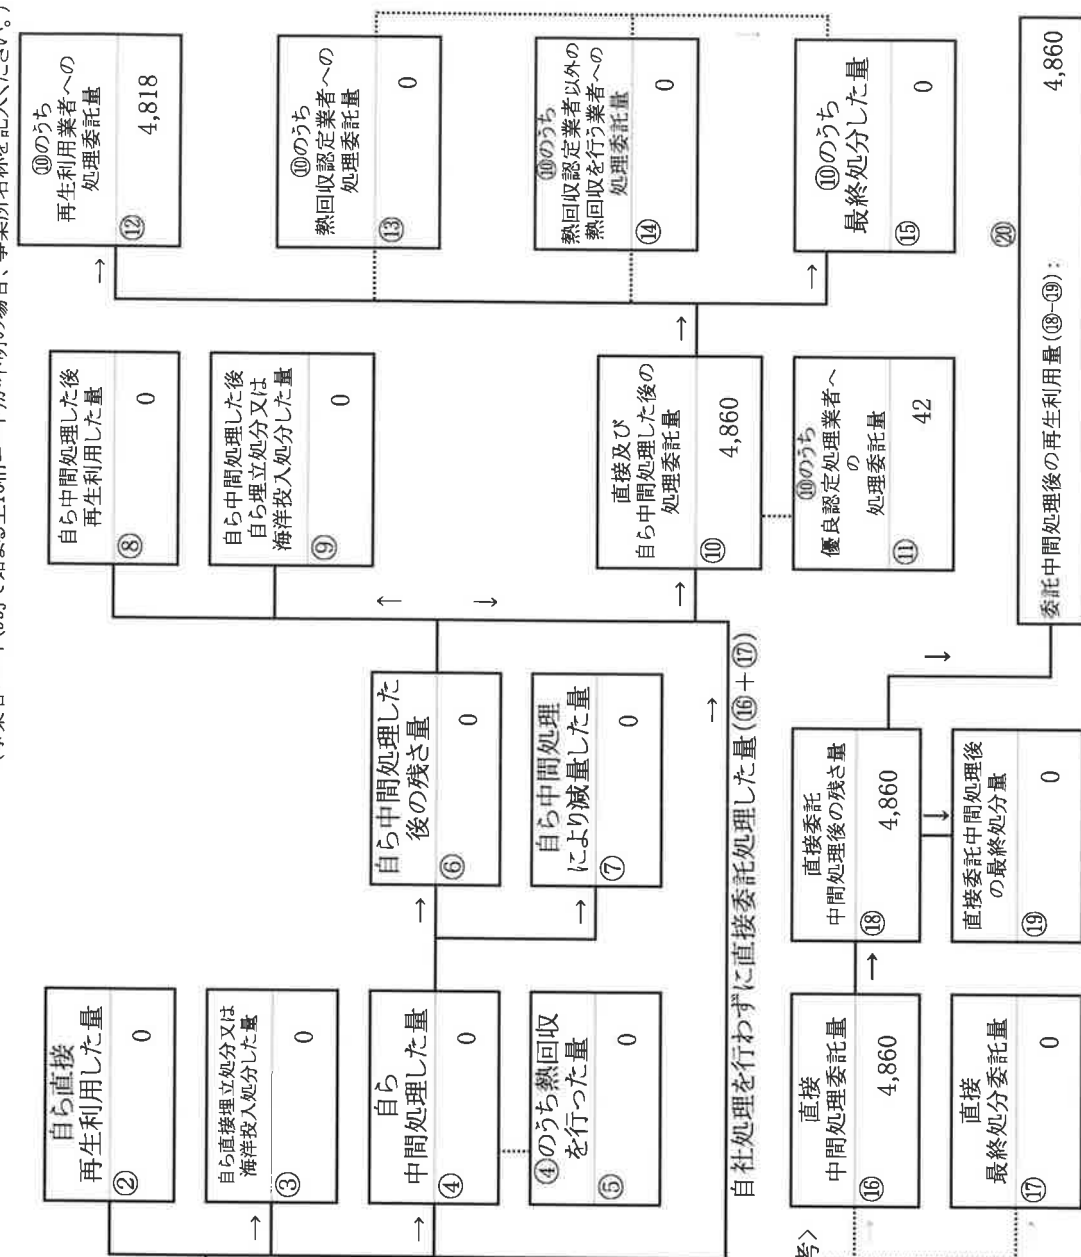 自ら直接
再生利用した量
②
0
自ら直接埋立処分又は
海洋投入処分した量
③
0
→
自ら
中間処理した量
④
0
→
④のうち熱回収
を行った量
⑤
0
自ら中間処理した
後の残さ量
⑥
0
→
自ら中間処理
により減量した量
⑦
0
→
自ら中間処理した後
再生利用した量
⑧
0
自ら中間処理した後
自ら埋立処分又は
海洋投入処分した量
⑨
0
↑
↓
直接及び
自ら中間処理した後の
処理委託量
⑩
4,860
→
⑩のうち
優良認定処理業者へ
の
処理委託量
⑪
42
→
⑩のうち
再生利用業者への
処理委託量
⑫
4,818
→
⑩のうち
熱回収認定業者への
処理委託量
⑬
0
⑩のうち
熱回収認定業者以外の
熱回収を行う業者への
処理委託量
⑭
0
⑩のうち
最終処分した量
⑮
0
→
自社処理を行わずに直接委託処理した量(⑯+⑰)
→
考>
直接
中間処理委託量
⑯
4,860
→
直接
最終処分委託量
⑰
0
→
直接委託
中間処理後の残さ量
⑱
4,860
↓
直接委託中間処理後
の最終処分量
⑲
0
↓
⑳
委託中間処理後の再生利用量(⑱-⑲):
4,860